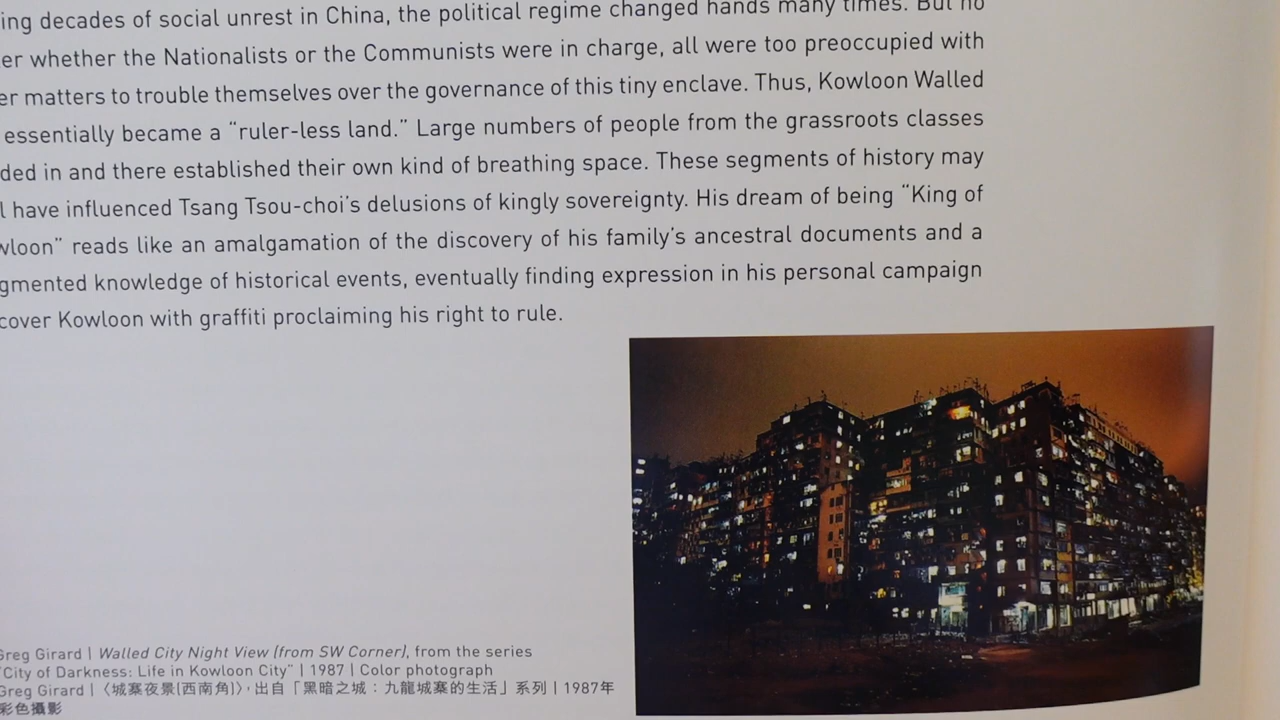 ing decades of social unrest in China, the political regime changed hands many times. But no
er whether the Nationalists or the Communists were in charge, all were too preoccupied with
er matters to trouble themselves over the governance of this tiny enclave. Thus, Kowloon Walled
essentially became a “ruler-less land.” Large numbers of people from the grassroots classes
ded in and there established their own kind of breathing space. These segments of history may
l have influenced Tsang Tsou-choi’s delusions of kingly sovereignty. His dream of being “King of
wloon” reads like an amalgamation of the discovery of his family’s ancestral documents and a
gmented knowledge of historical events, eventually finding expression in his personal campaign
cover Kowloon with graffiti proclaiming his right to rule.
Greg Girard | Walled City Night View (from SW Corner), from the series
“City of Darkness: Life in Kowloon City” | 1987 | Color photograph
Greg Girard | 〈城寨夜景(西南角)〉，出自「黑暗之城：九龍城寨的生活」系列 | 1987年
彩色攝影